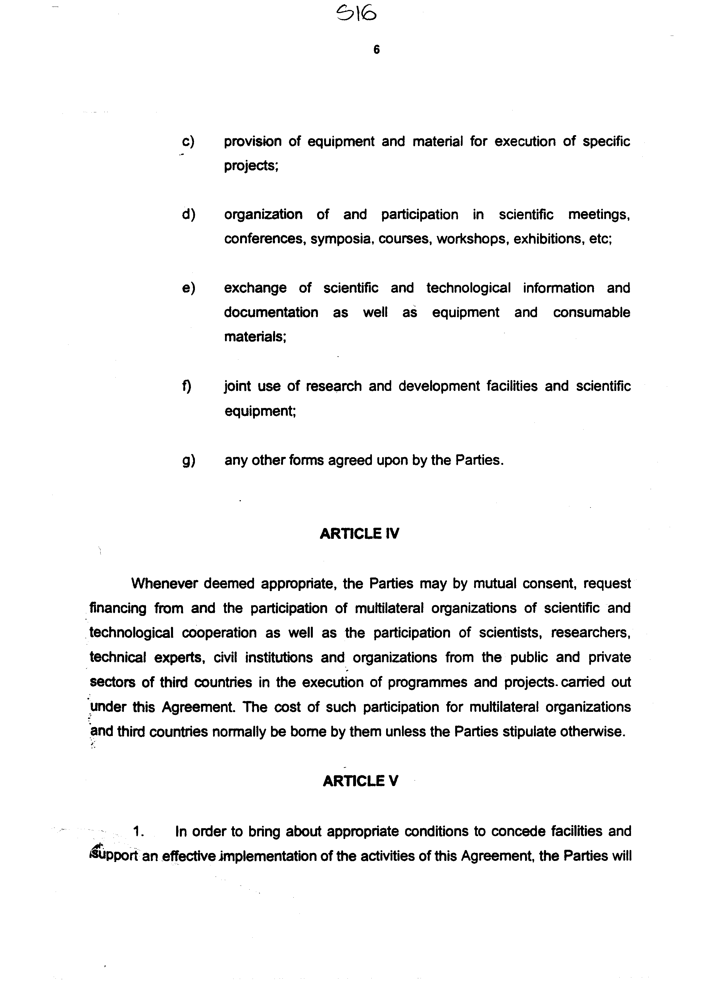 516
6
c) provision of equipment and material for execution of specific
projects;
d) organization of and participation in scientific meetings,
conferences, symposia, courses, workshops, exhibitions, etc;
e) exchange of scientific and technological information and
documentation as well as equipment and consumable
materials;
f) joint use of research and development facilities and scientific
equipment;
g) any other forms agreed upon by the Parties.
ARTICLE IV
Whenever deemed appropriate, the Parties may by mutual consent, request
financing from and the participation of multilateral organizations of scientific and
technological cooperation as well as the participation of scientists, researchers,
technical experts, civil institutions and organizations from the public and private
sectors of third countries in the execution of programmes and projects. carried out
under this Agreement. The cost of such participation for multilateral organizations
and third countries normally be borne by them unless the Parties stipulate otherwise.
ARTICLE V
1. In order to bring about appropriate conditions to concede facilities and
support an effective implementation of the activities of this Agreement, the Parties will